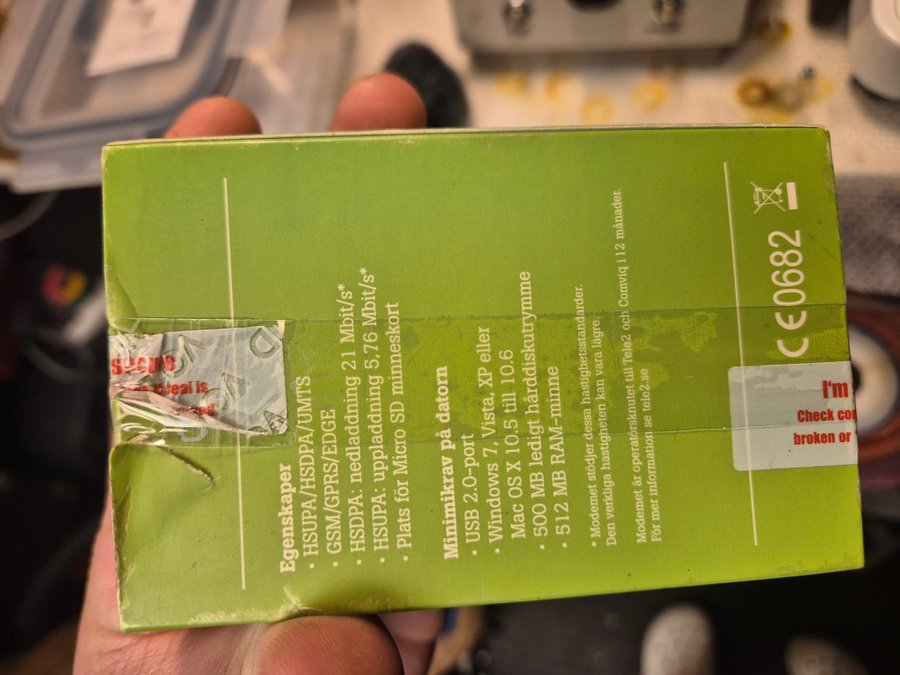 Egenskaper
• HSUPA/HSDPA/UMTS
• GSM/GPRS/EDGE
• HSDPA: nedladdning 21 Mbit/s*
• HSUPA: uppladdning 5,76 Mbit/s*
• Plats för Micro SD minneskort
Minimikrav på datorn
• USB 2.0-port
• Windows 7, Vista, XP eller
Mac OS X 10.5 till 10.6
• 500 MB ledigt hårddiskutrymme
• 512 MB RAM-minne
* Modemet stödjer dessa hastighetsstandarder.
Den verkliga hastigheten kan vara lägre.
Modemet är operatörsknutet till Tele2 och Comviq i 12 månader.
För mer information se tele2.se
CE0682
seal is
I'm
Check
broken or